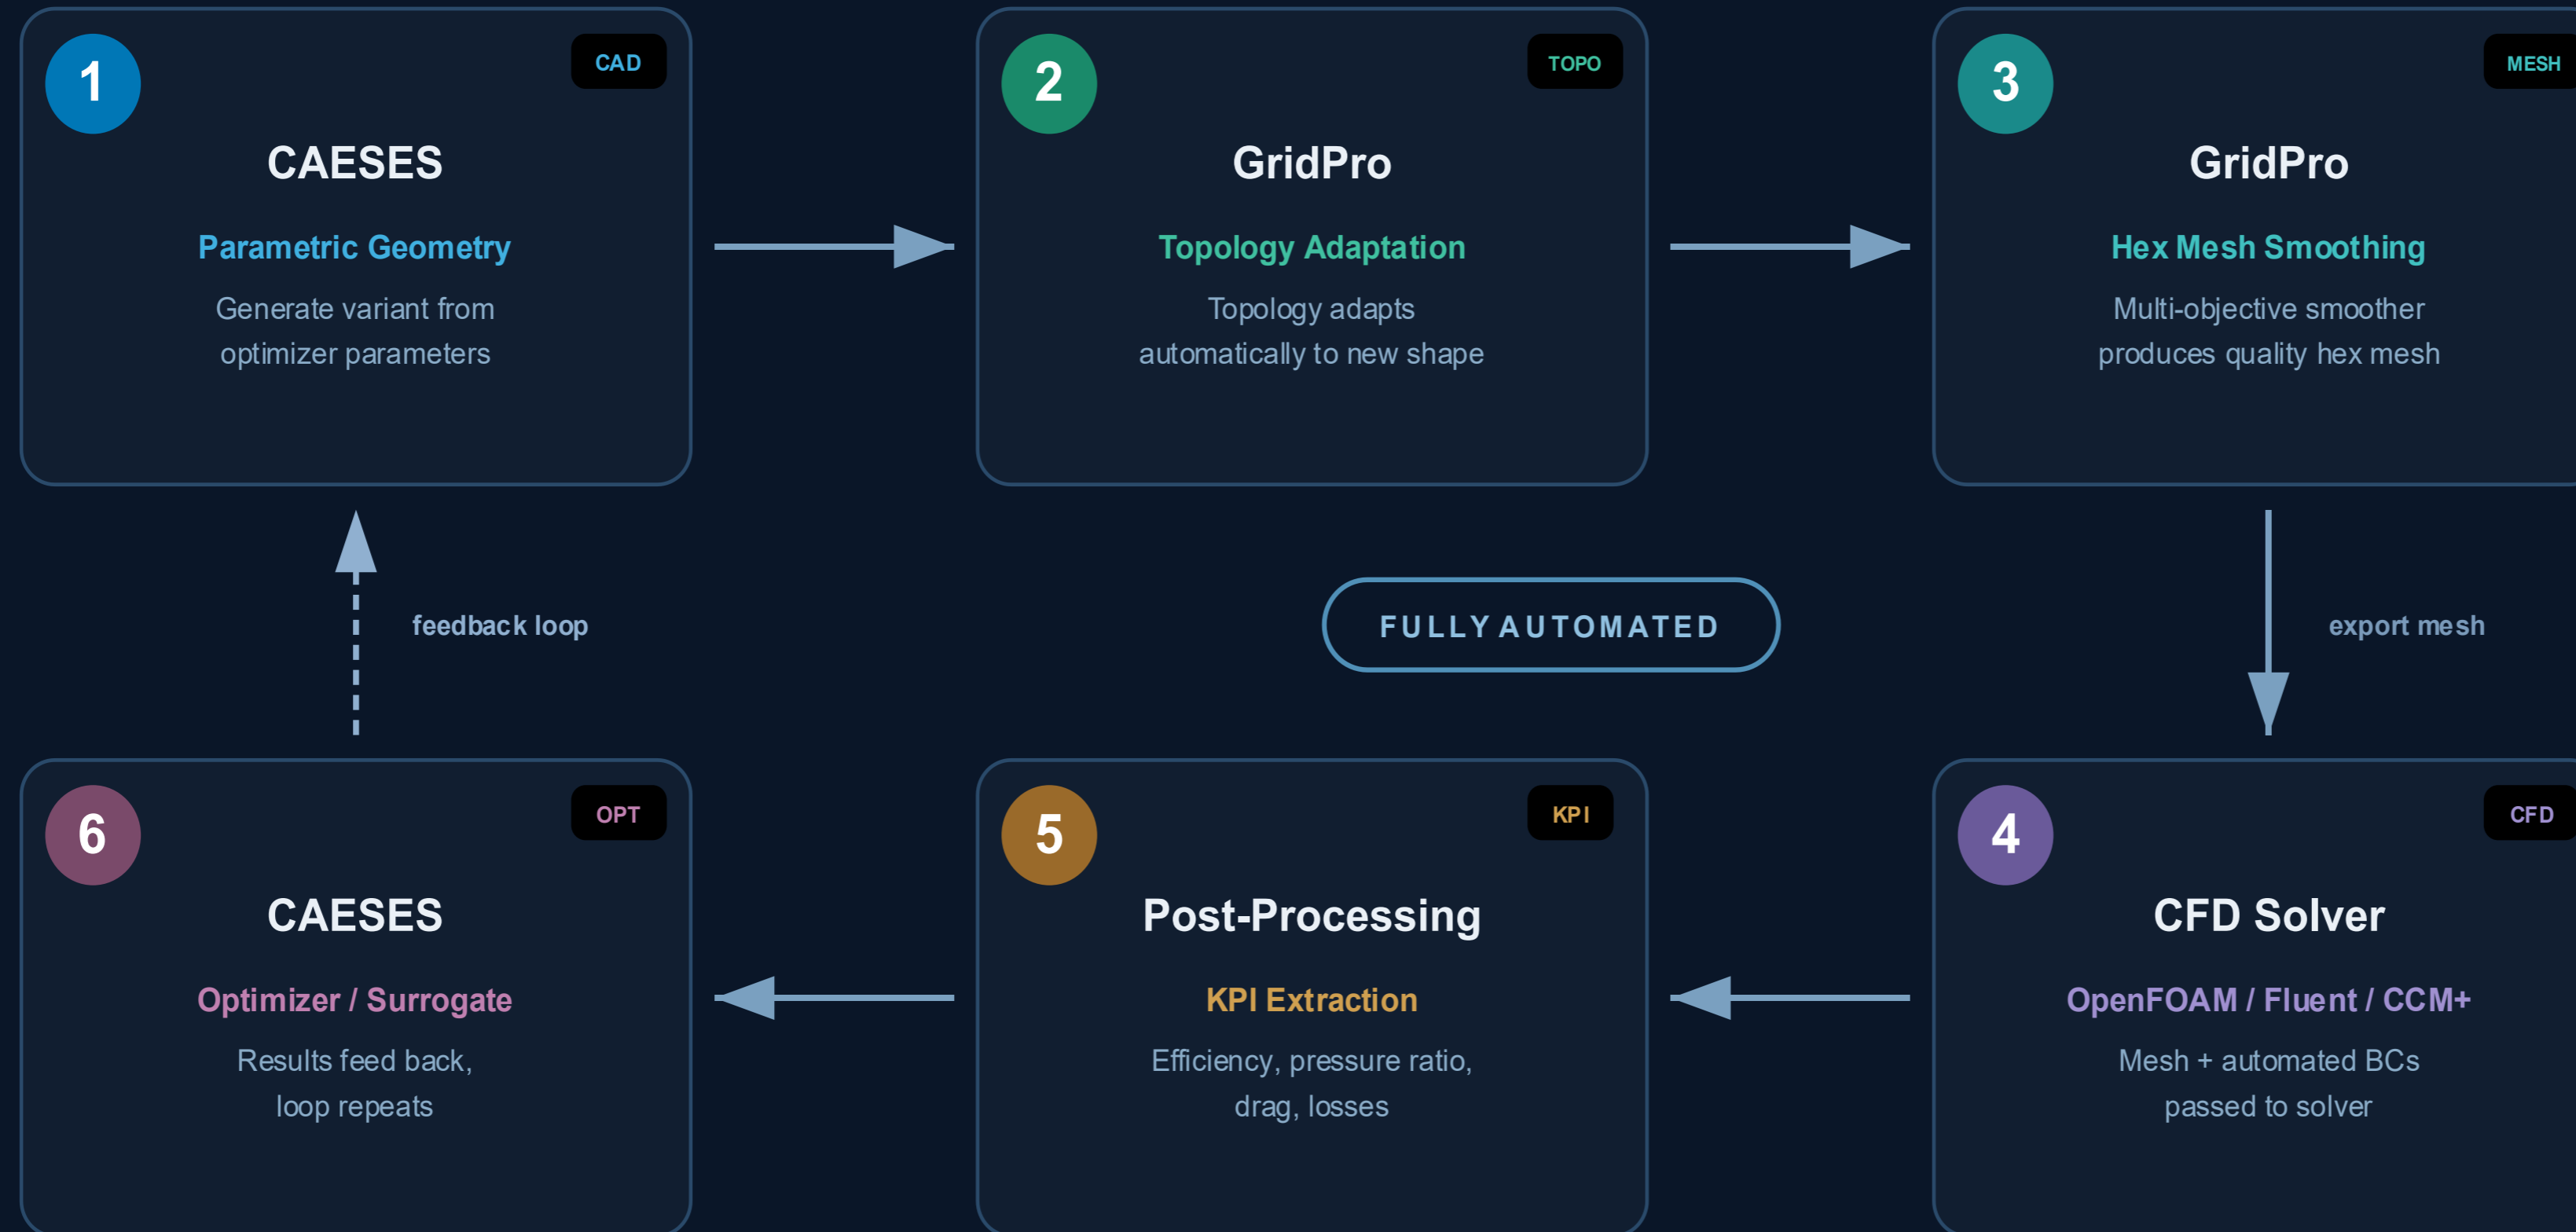 1
CAD
CAESES
Parametric Geometry
Generate variant from
optimizer parameters
2
TOPO
GridPro
Topology Adaptation
Topology adapts
automatically to new shape
3
MESH
GridPro
Hex Mesh Smoothing
Multi-objective smoother
produces quality hex mesh
feedback loop
FULLY AUTOMATED
export mesh
6
OPT
CAESES
Optimizer / Surrogate
Results feed back,
loop repeats
5
KPI
Post-Processing
KPI Extraction
Efficiency, pressure ratio,
drag, losses
4
CFD
CFD Solver
OpenFOAM / Fluent / CCM+
Mesh + automated BCs
passed to solver